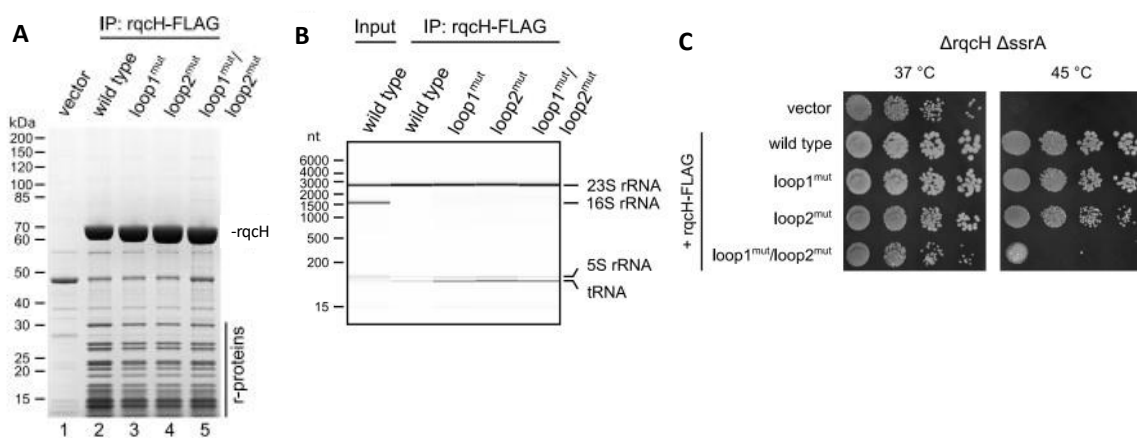 A
IP: rqcH-FLAG
vector
wild type
loop1mut
loop2mut
loop1mut/
loop2mut
kDa
200
150
120
100
85
70
60
50
40
30
25
20
15
-rqcH
r-proteins
1 2 3 4 5
B
Input IP: rqcH-FLAG
wild type
wild type
loop1mut
loop2mut
loop1mut/
loop2mut
nt
6000
4000
3000
2000
1500
1000
500
200
15
23S rRNA
16S rRNA
5S rRNA
tRNA
C
ΔrqcH ΔssrA
37 °C 45 °C
vector
+ rqcH-FLAG
wild type
loop1mut
loop2mut
loop1mut/loop2mut